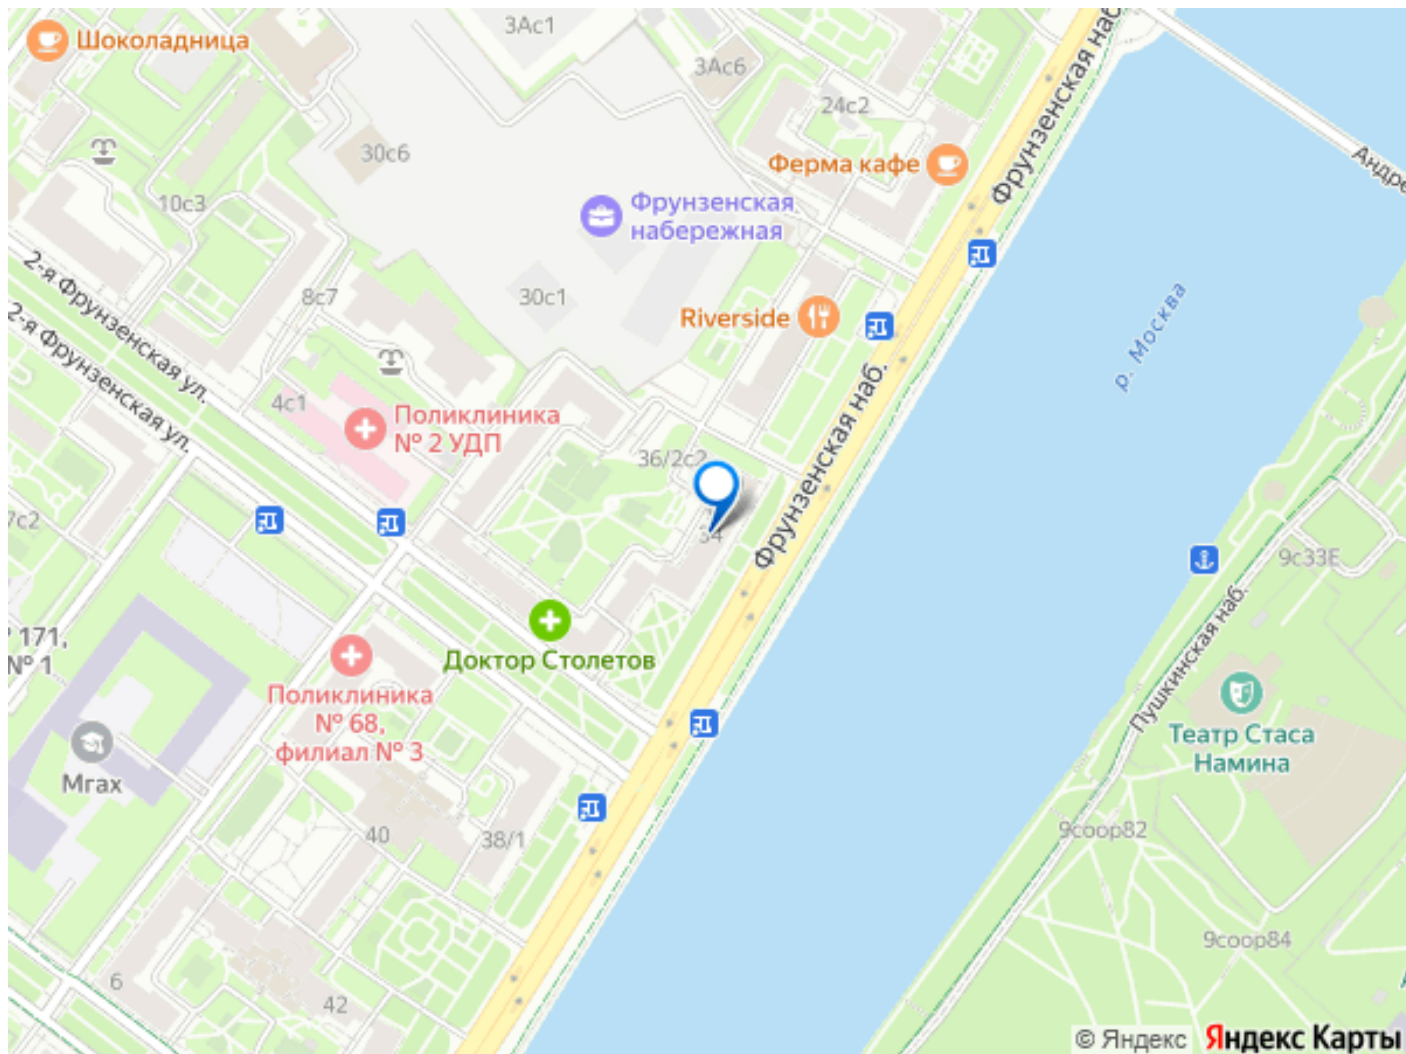 Шоколадница
3Ас1
3Ас6
24с2
Фрунзенская наб.
Андре
30с6
Ферма кафе
10с3
Фрунзенская
набережная
2-я Фрунзенская ул.
8с7
30с1
Riverside
р. Москва
2-я Фрунзенская ул.
4с1
Поликлиника
№ 2 УДП
Фрунзенская наб.
36/2с2
34
7с2
9с33Е
Пушкинская наб.
171,
№ 1
Доктор Столетов
Поликлиника
№ 68,
филиал № 3
Мгах
Театр Стаса
Намина
40
38/1
9соор82
9соор84
6
42
© Яндекс
Яндекс Карты